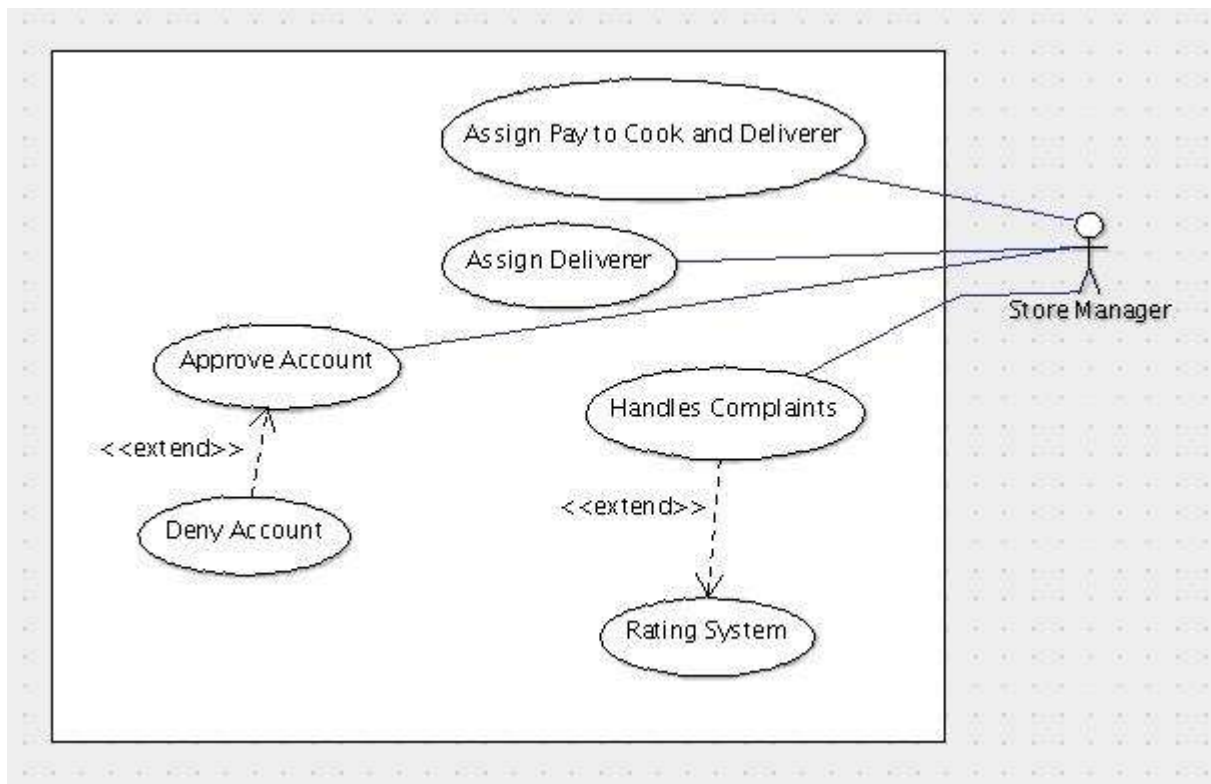 Assign Pay to Cook and Deliverer
Assign Deliverer
Store Manager
Approve Account
Handles Complaints
<<extend>>
<<extend>>
Deny Account
Rating System